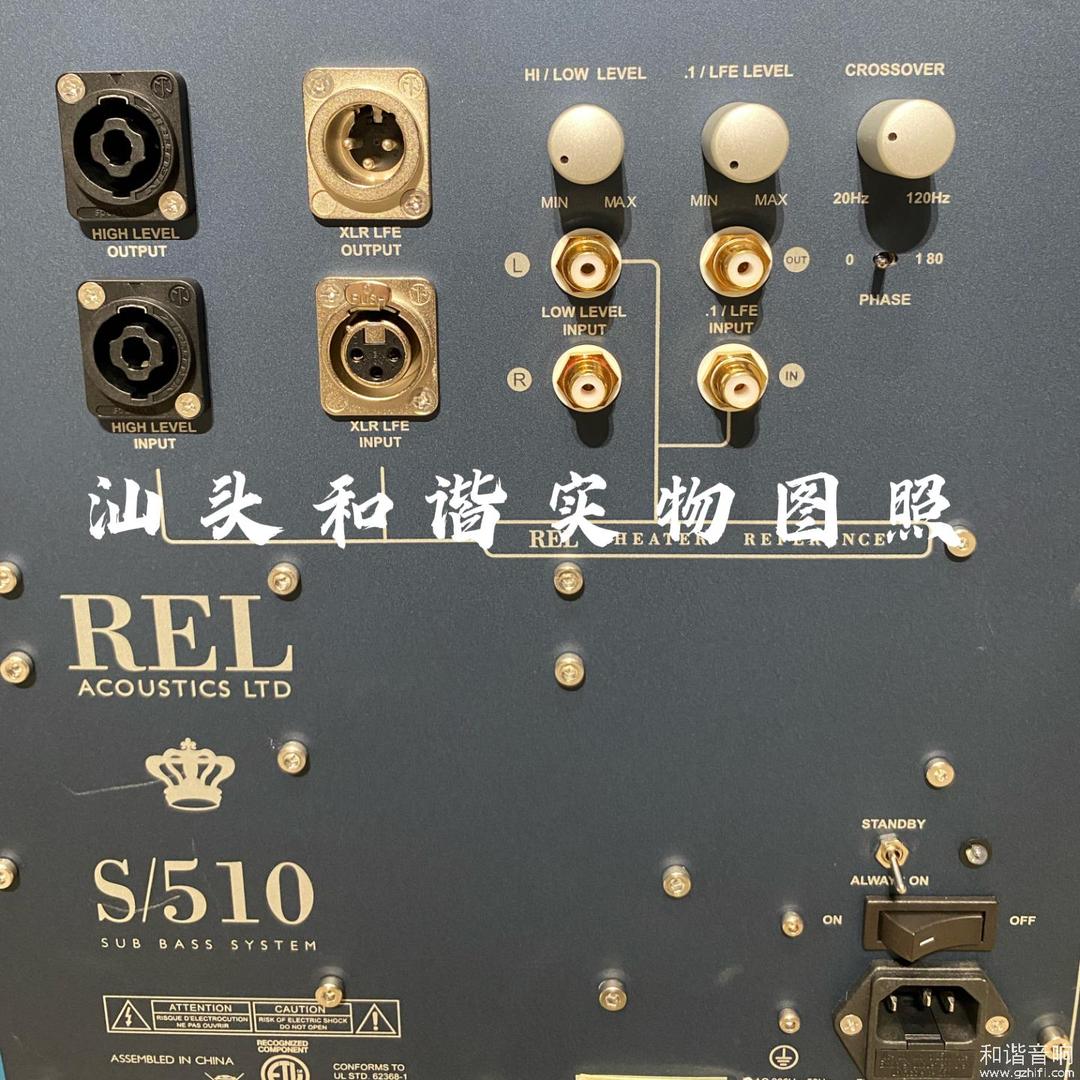 HI / LOW LEVEL
.1 / LFE LEVEL
CROSSOVER
MIN MAX
MIN MAX
20Hz 120Hz
HIGH LEVEL
OUTPUT
XLR LFE
OUTPUT
L
OUT
0 180
PHASE
LOW LEVEL
INPUT
.1 / LFE
INPUT
PUSH
R
IN
HIGH LEVEL
INPUT
XLR LFE
INPUT
汕头和谐实物图照
REL THEATER REFERENCE
REL
ACOUSTICS LTD
S/510
SUB BASS SYSTEM
STANDBY
ALWAYS ON
ON OFF
ATTENTION
RISQUE D'ELECTROCUTION
NE PAS OUVRIR
CAUTION
RISK OF ELECTRIC SHOCK
DO NOT OPEN
ASSEMBLED IN CHINA
RECOGNIZED
COMPONENT
CONFORMS TO
UL STD. 62368-1
和谐音响
www.gzhifi.com